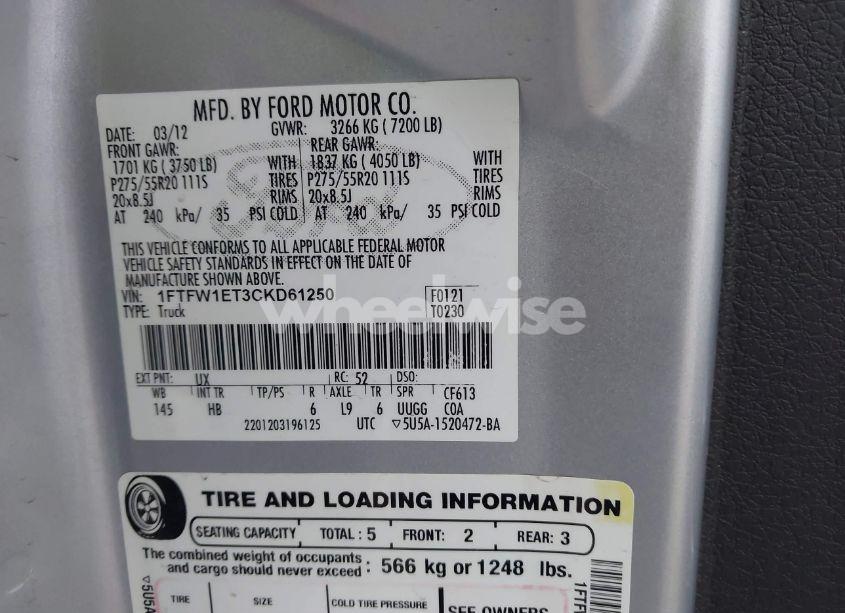 MFD. BY FORD MOTOR CO.
DATE: 03/12 GVWR: 3266 KG ( 7200 LB)
FRONT GAWR: REAR GAWR:
1701 KG ( 3750 LB) WITH 1837 KG ( 4050 LB) WITH
P275/55R20 111S TIRES P275/55R20 111S TIRES
20x8.5J RIMS 20x8.5J RIMS
AT 240 kPa/ 35 PSI COLD AT 240 kPa/ 35 PSI COLD
THIS VEHICLE CONFORMS TO ALL APPLICABLE FEDERAL MOTOR
VEHICLE SAFETY STANDARDS IN EFFECT ON THE DATE OF
MANUFACTURE SHOWN ABOVE.
VIN: 1FTFW1ET3CKD61250 F0121
TYPE: Truck T0230
wheelwise
EXT PNT: UX RC: 52 DSO:
WB INT TR TP/PS R AXLE TR SPR CF613
145 HB 6 L9 6 UUGG COA
2201203196125 UTC ▽5U5A-1520472-BA
TIRE AND LOADING INFORMATION
SEATING CAPACITY TOTAL : 5 FRONT: 2 REAR: 3
The combined weight of occupants
and cargo should never exceed : 566 kg or 1248 lbs.
TIRE SIZE COLD TIRE PRESSURE SEE OWNERS
▽5U5A
1FTF